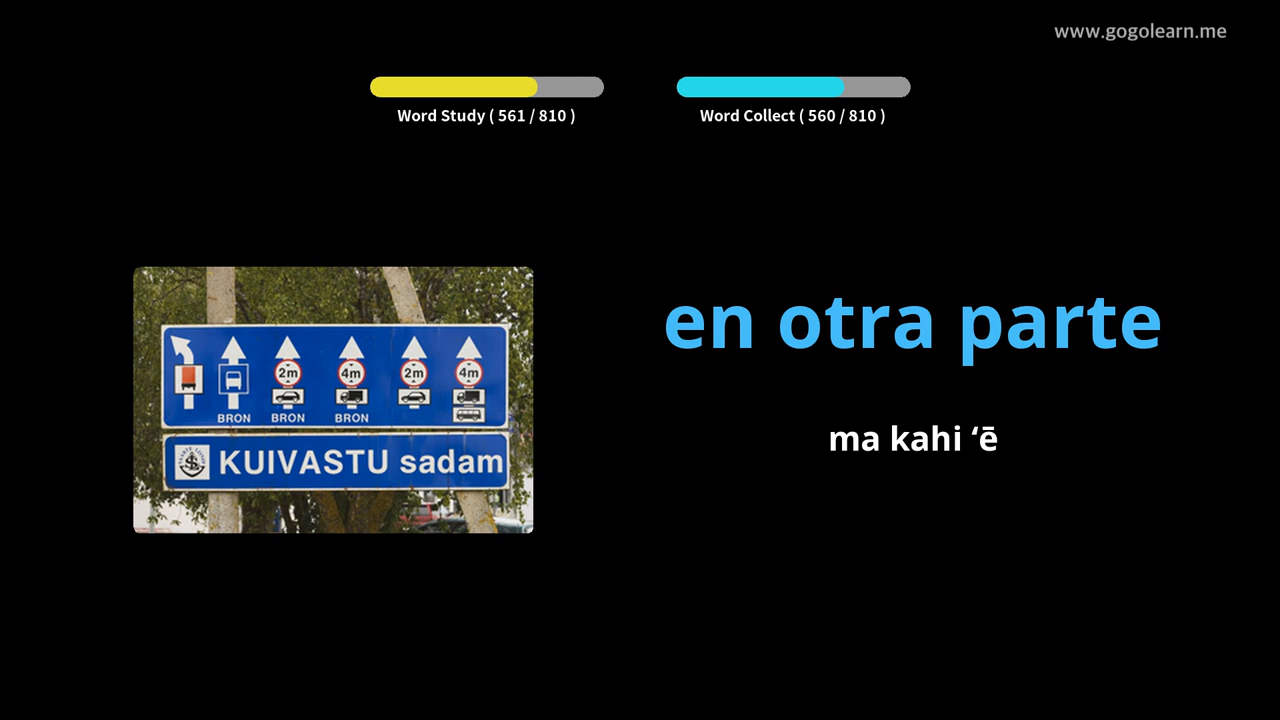 www.gogolearn.me
Word Study ( 561 / 810 )
Word Collect ( 560 / 810 )
en otra parte
ma kahi ‘ē
2m
4m
2m
4m
BRON
BRON
BRON
KUIVASTU sadam